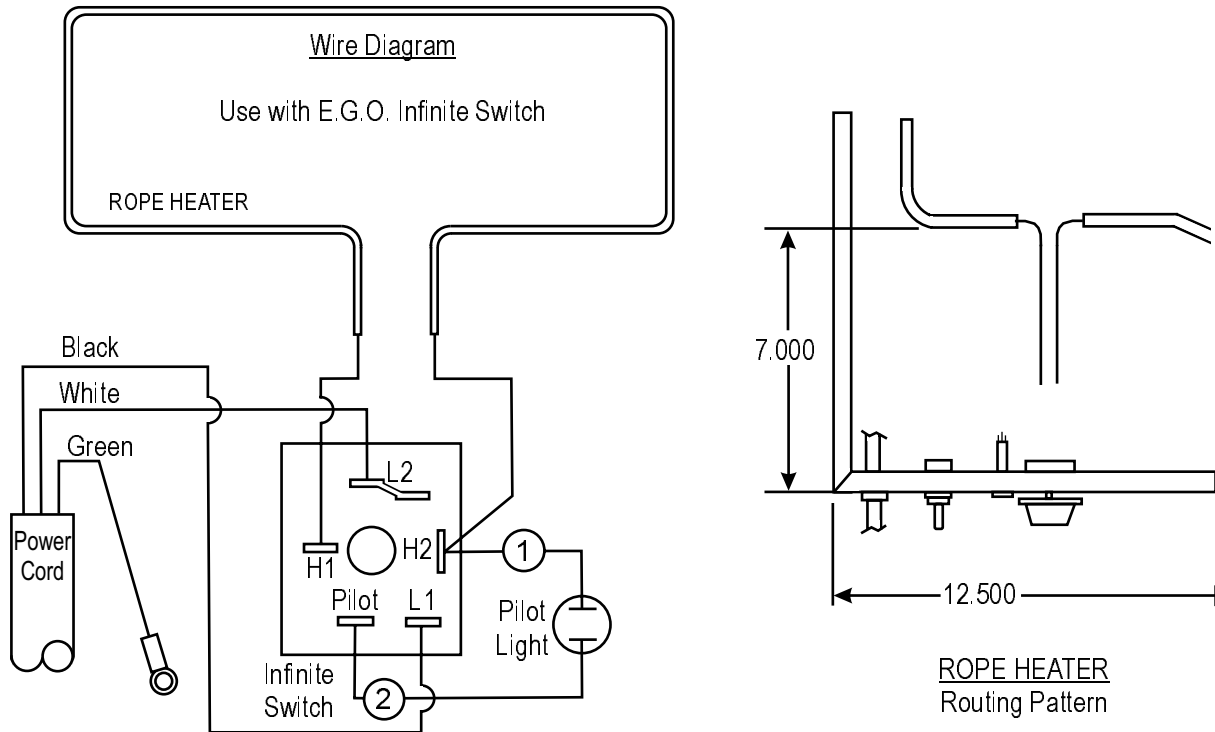 Wire Diagram
Use with E.G.O. Infinite Switch
ROPE HEATER
Black
White
Green
Power
Cord
L2
H1
H2
Pilot
L1
1
Pilot
Light
2
Infinite
Switch
7.000
12.500
ROPE HEATER
Routing Pattern